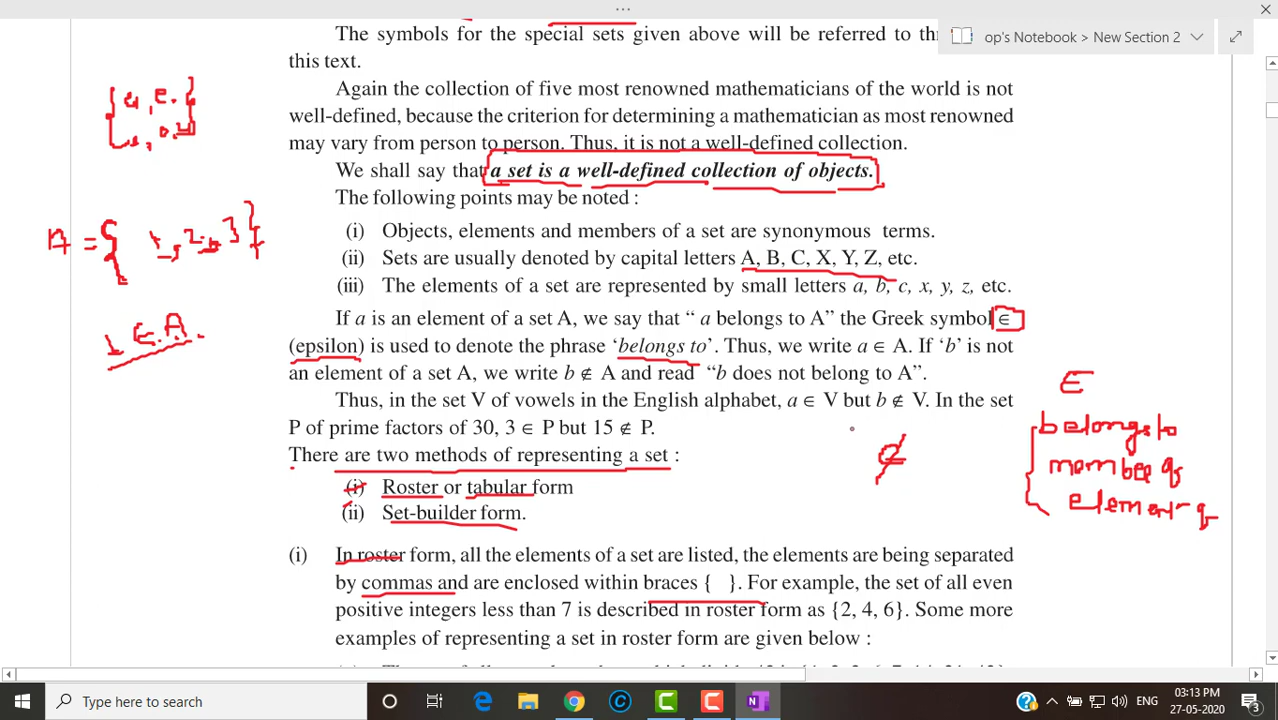 op's Notebook > New Section 2
The symbols for the special sets given above will be referred to
this text.
Again the collection of five most renowned mathematicians of the world is not
well-defined, because the criterion for determining a mathematician as most renowned
may vary from person to person. Thus, it is not a well-defined collection.
We shall say that a set is a well-defined collection of objects.
The following points may be noted :
(i) Objects, elements and members of a set are synonymous terms.
(ii) Sets are usually denoted by capital letters A, B, C, X, Y, Z, etc.
(iii) The elements of a set are represented by small letters a, b, c, x, y, z, etc.
If a is an element of a set A, we say that “ a belongs to A” the Greek symbol ∈
(epsilon) is used to denote the phrase ‘belongs to’. Thus, we write a ∈ A. If ‘b’ is not
an element of a set A, we write b ∉ A and read “b does not belong to A”.
Thus, in the set V of vowels in the English alphabet, a ∈ V but b ∉ V. In the set
P of prime factors of 30, 3 ∈ P but 15 ∉ P.
There are two methods of representing a set :
(i) Roster or tabular form
(ii) Set-builder form.
(i) In roster form, all the elements of a set are listed, the elements are being separated
by commas and are enclosed within braces { }. For example, the set of all even
positive integers less than 7 is described in roster form as {2, 4, 6}. Some more
examples of representing a set in roster form are given below :
A = { 1, 2, 3 }
1 ∈ A.
∈
belongs to
member of
element of
∉
Type here to search
ENG
03:13 PM
27-05-2020
3